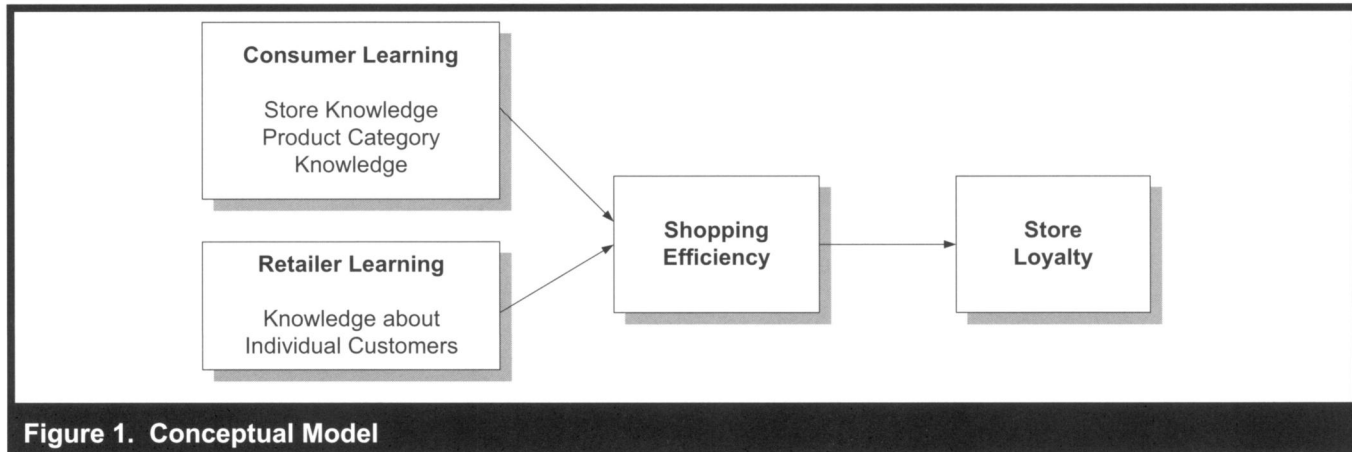 Consumer Learning
Store Knowledge
Product Category
Knowledge
Retailer Learning
Knowledge about
Individual Customers
Shopping
Efficiency
Store
Loyalty
Figure 1. Conceptual Model